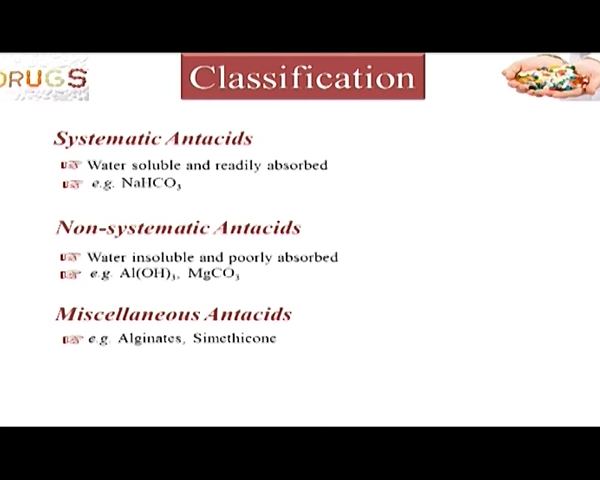 DRUGS
Classification
Systematic Antacids
Water soluble and readily absorbed
e.g. NaHCO₃
Non-systematic Antacids
Water insoluble and poorly absorbed
e.g. Al(OH)₃, MgCO₃
Miscellaneous Antacids
e.g. Alginates, Simethicone